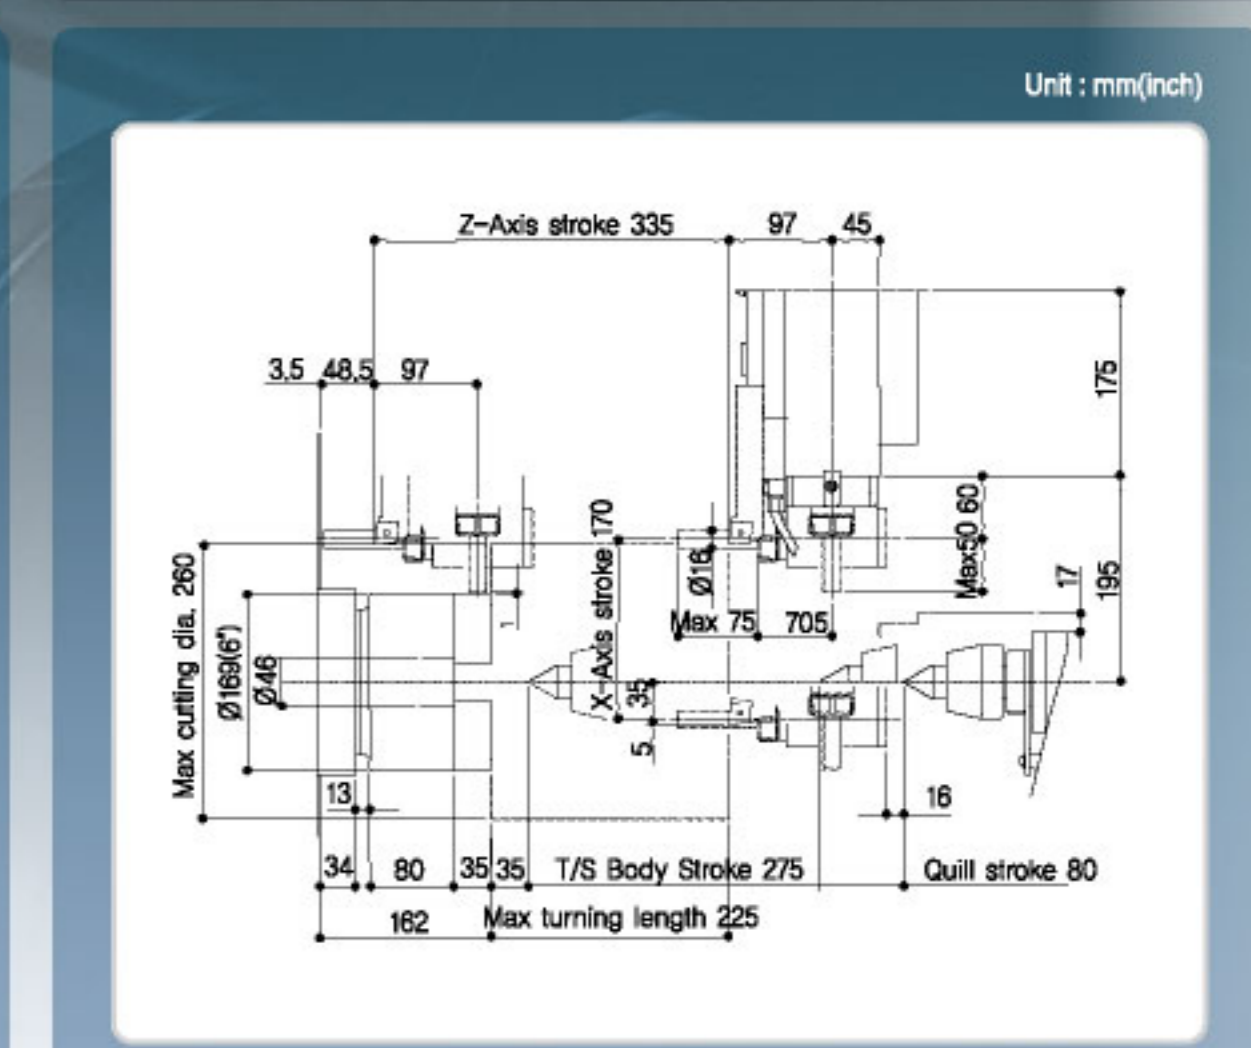 Unit : mm(inch)
Z-Axis stroke 335 97 45
3,5 48,5 97
175
Max cutting dia. 260
Ø169(6")
Ø46
X-Axis stroke 170
Ø16
Max50 60
17
195
Max 75 705
1
35
5
13
16
34 80 35 35 T/S Body Stroke 275 Quill stroke 80
162 Max turning length 225